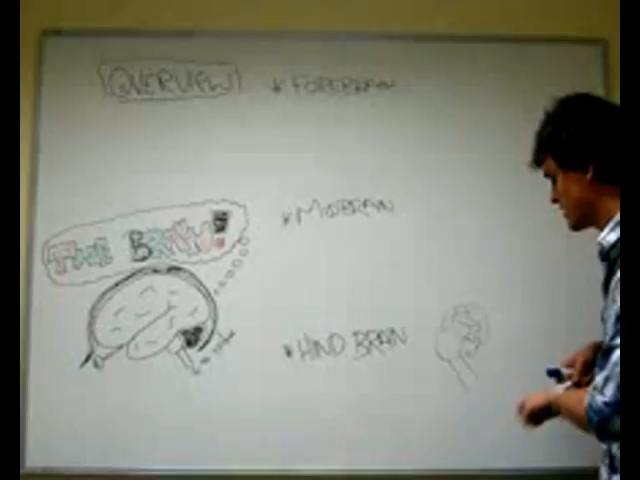 OVERVIEW
* FOREBRAIN
THE BRAIN!
* MIDBRAIN
* HIND BRAIN